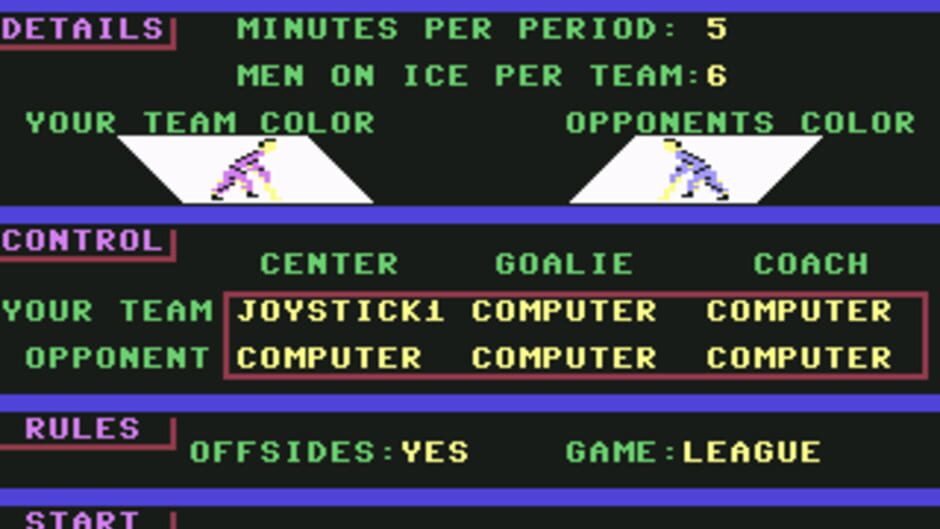 DETAILS MINUTES PER PERIOD: 5
MEN ON ICE PER TEAM:6
YOUR TEAM COLOR OPPONENTS COLOR
CONTROL
CENTER GOALIE COACH
YOUR TEAM JOYSTICK1 COMPUTER COMPUTER
OPPONENT COMPUTER COMPUTER COMPUTER
RULES
OFFSIDES:YES GAME:LEAGUE
START